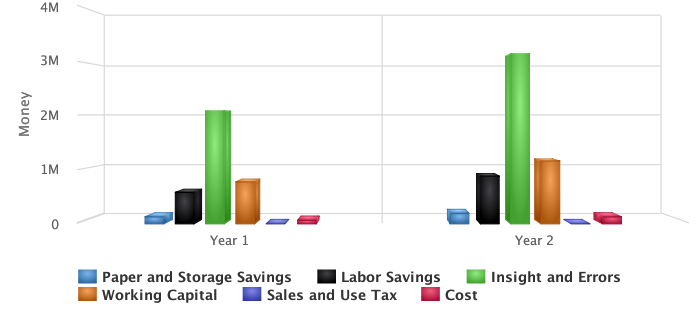 4M
3M
2M
1M
0
Money
Year 1
Year 2
Paper and Storage Savings
Labor Savings
Insight and Errors
Working Capital
Sales and Use Tax
Cost